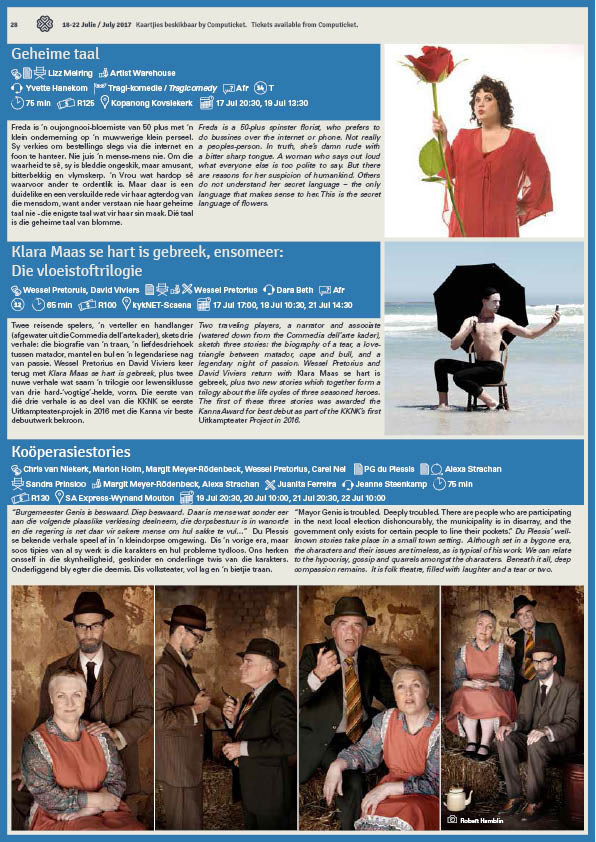 28
18-22 Julie / July 2017 Kaartjies beskikbaar by Computicket. Tickets available from Computicket.
Geheime taal
Lizz Meiring Artist Warehouse
Yvette Hanekom Tragi-komedie / Tragicomedy Afr 14 T
75 min R125 Kopanong Kovsiekerk 17 Jul 20:30, 19 Jul 13:30
Freda is 'n oujongnooi-bloemiste van 50 plus met 'n
klein onderneming op 'n muwwerige klein perseel.
Sy verkies om bestellings slegs via die internet en
foon te hanteer. Nie juis 'n mense-mens nie. Om die
waarheid te sê, sy is bleddie ongeskik, maar amusant,
bitterbekkig en vlymskerp. 'n Vrou wat hardop sê
waarvoor ander te ordentlik is. Maar daar is een
duidelike en een verskuilde rede vir haar agterdog van
die mensdom, want ander verstaan nie haar geheime
taal nie - die enigste taal wat vir haar sin maak. Dié taal
is die geheime taal van blomme.
Freda is a 50-plus spinster florist, who prefers to
do bussines over the internet or phone. Not really
a peoples-person. In truth, she's damn rude with
a bitter sharp tongue. A woman who says out loud
what everyone else is too polite to say. But there
are reasons for her suspicion of humankind. Others
do not understand her secret language – the only
language that makes sense to her. This is the secret
language of flowers.
Klara Maas se hart is gebreek, ensomeer:
Die vloeistoftrilogie
Wessel Pretoruis, David Viviers Wessel Pretorius Dara Beth Afr
65 min R100 kykNET-Scaena 17 Jul 17:00, 18 Jul 10:30, 21 Jul 14:30
Twee reisende spelers, 'n verteller en handlanger
(afgewater uit die Commedia dell'arte kader), skets drie
verhale: die biografie van 'n traan, 'n liefdesdriehoek
tussen matador, mantel en bul en 'n legendariese nag
van passie. Wessel Pretorius en David Viviers keer
terug met Klara Maas se hart is gebreek, plus twee
nuwe verhale wat saam 'n trilogie oor lewensiklusse
van drie hard-'vogtige'-helde, vorm. Die eerste van
dié drie verhale is as deel van die KKNK se eerste
Uitkampteater-projek in 2016 met die Kanna vir beste
debuutwerk bekroon.
Two traveling players, a narrator and associate
(watered down from the Commedia dell'arte kader),
sketch three stories: the biography of a tear, a love-
triangle between matador, cape and bull, and a
legendary night of passion. Wessel Pretorius and
David Viviers return with Klara Maas se hart is
gebreek, plus two new stories which together form a
trilogy about the life cycles of three seasoned heroes.
The first of these three stories was awarded the
Kanna Award for best debut as part of the KKNK's first
Uitkampteater Project in 2016.
Koöperasiestories
Chris van Niekerk, Marion Holm, Margit Meyer-Rödenbeck, Wessel Pretorius, Carel Nel PG du Plessis Alexa Strachan
Sandra Prinsloo Margit Meyer-Rödenbeck, Alexa Strachan Juanita Ferreira Jeanne Steenkamp 75 min
R130 SA Express-Wynand Mouton 19 Jul 20:30, 20 Jul 10:00, 21 Jul 20:30, 22 Jul 10:00
"Burgemeester Genis is beswaard. Diep beswaard. Daar is mense wat sonder eer
aan die volgende plaaslike verkiesing deelneem, die dorpsbestuur is in wanorde
en die regering is net daar vir sekere mense om hul sakke te vul..." Du Plessis
se bekende verhale speel af in 'n kleindorpse omgewing. Dis 'n vorige era, maar
soos tipies van al sy werk is die karakters en hul probleme tydloos. Ons herken
onsself in die skynheiligheid, geskinder en onderlinge twis van die karakters.
Onderliggend bly egter die deernis. Dis volksteater, vol lag en 'n bietjie traan.
"Mayor Genis is troubled. Deeply troubled. There are people who are participating
in the next local election dishonourably, the municipality is in disarray, and the
government only exists for certain people to line their pockets." Du Plessis' well-
known stories take place in a small town setting. Although set in a bygone era,
the characters and their issues are timeless, as is typical of his work. We can relate
to the hypocrisy, gossip and quarrels amongst the characters. Beneath it all, deep
compassion remains. It is folk theatre, filled with laughter and a tear or two.
Robert Hamblin